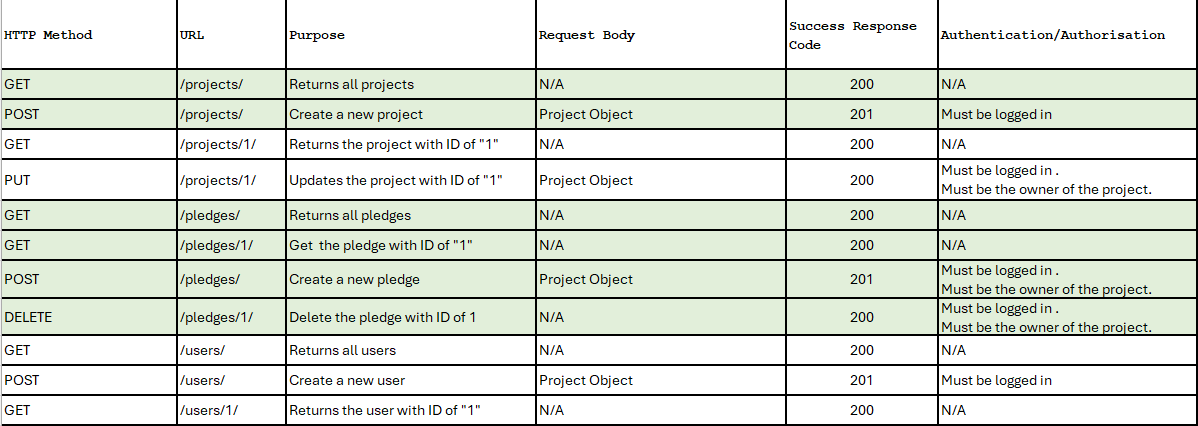 HTTP Method URL Purpose Request Body Success Response Code Authentication/Authorisation
GET /projects/ Returns all projects N/A 200 N/A
POST /projects/ Create a new project Project Object 201 Must be logged in
GET /projects/1/ Returns the project with ID of "1" N/A 200 N/A
PUT /projects/1/ Updates the project with ID of "1" Project Object 200 Must be logged in .
Must be the owner of the project.
GET /pledges/ Returns all pledges N/A 200 N/A
GET /pledges/1/ Get  the pledge with ID of "1" N/A 200 N/A
POST /pledges/ Create a new pledge Project Object 201 Must be logged in .
Must be the owner of the project.
DELETE /pledges/1/ Delete the pledge with ID of 1 N/A 200 Must be logged in .
Must be the owner of the project.
GET /users/ Returns all users N/A 200 N/A
POST /users/ Create a new user Project Object 201 Must be logged in
GET /users/1/ Returns the user with ID of "1" N/A 200 N/A